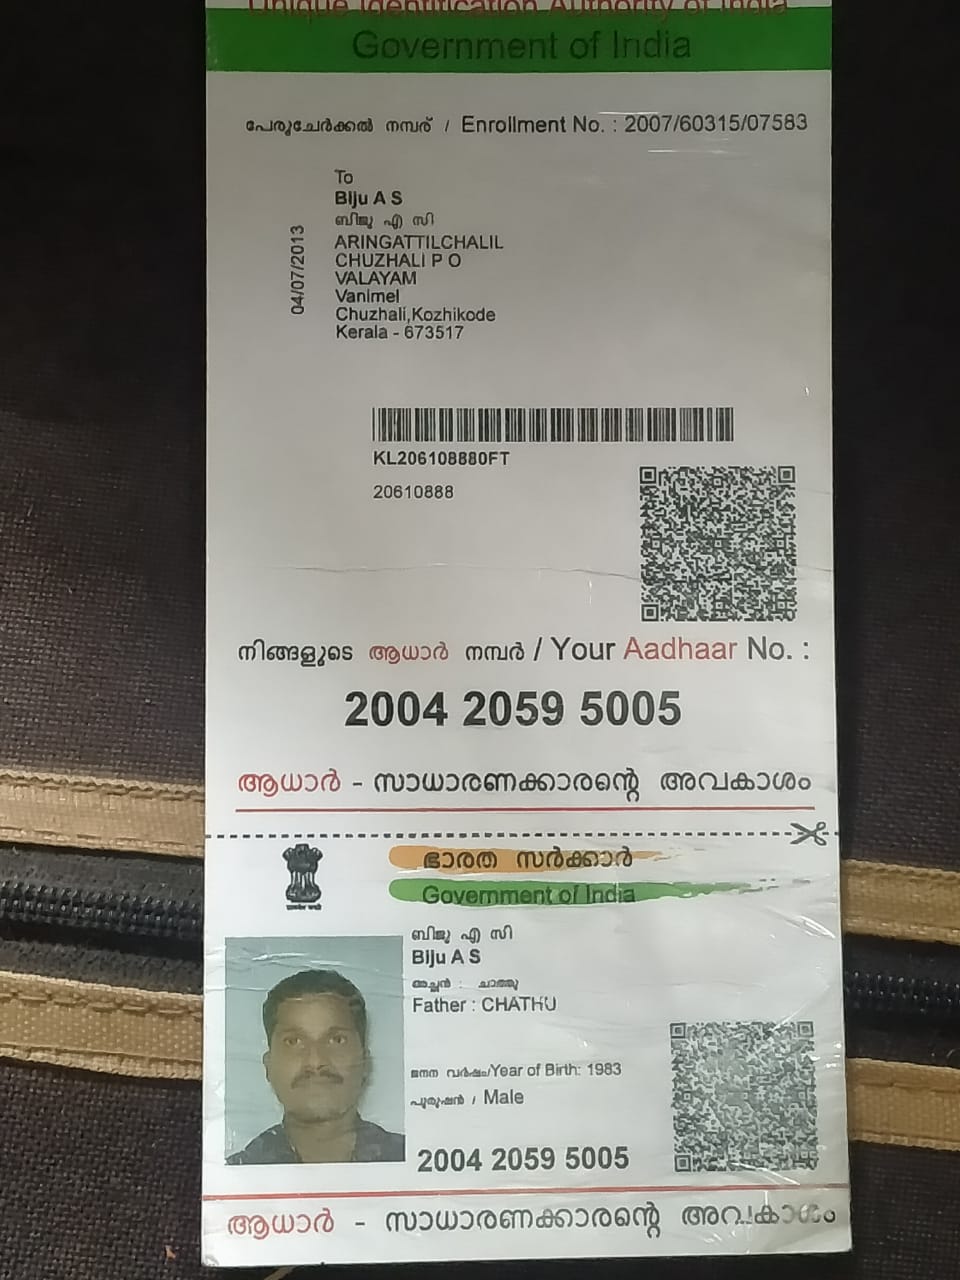 Unique Identification Authority of India
Government of India
പേരുചേർക്കൽ നമ്പര് / Enrollment No. : 2007/60315/07583
To
Biju A S
ബിജു എ സി
ARINGATTILCHALIL
CHUZHALI P O
VALAYAM
Vanimel
Chuzhali,Kozhikode
Kerala - 673517
04/07/2013
KL206108880FT
20610888
നിങ്ങളുടെ ആധാർ നമ്പർ / Your Aadhaar No. :
2004 2059 5005
ആധാർ - സാധാരണക്കാരന്റെ അവകാശം
ഭാരത സർക്കാർ
Government of India
ബിജു എ സി
Biju A S
അച്ഛൻ : ചാത്തു
Father : CHATHU
ജനന വർഷം/Year of Birth: 1983
പുരുഷൻ / Male
2004 2059 5005
ആധാർ - സാധാരണക്കാരന്റെ അവകാശം